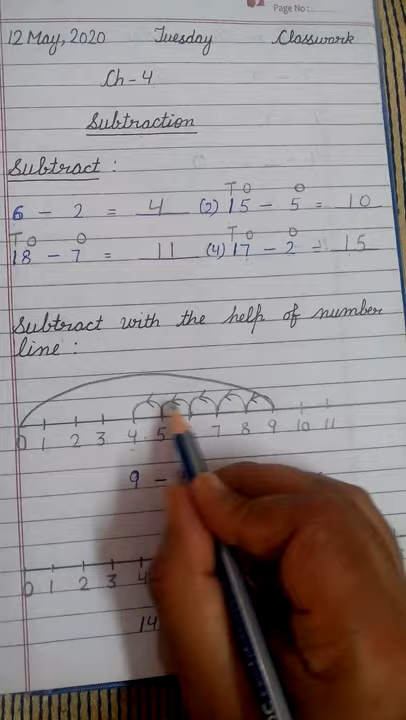 Page No:
12 May, 2020 Tuesday Classwork
Ch-4
Subtraction
Subtract :
T O O
6 - 2 = 4 (2) 15 - 5 = 10
T O O T O O
18 - 7 = 11 (4) 17 - 2 = 15
Subtract with the help of number
line :
0 1 2 3 4 5 7 8 9 10 11
9 -
0 1 2 3 4
14